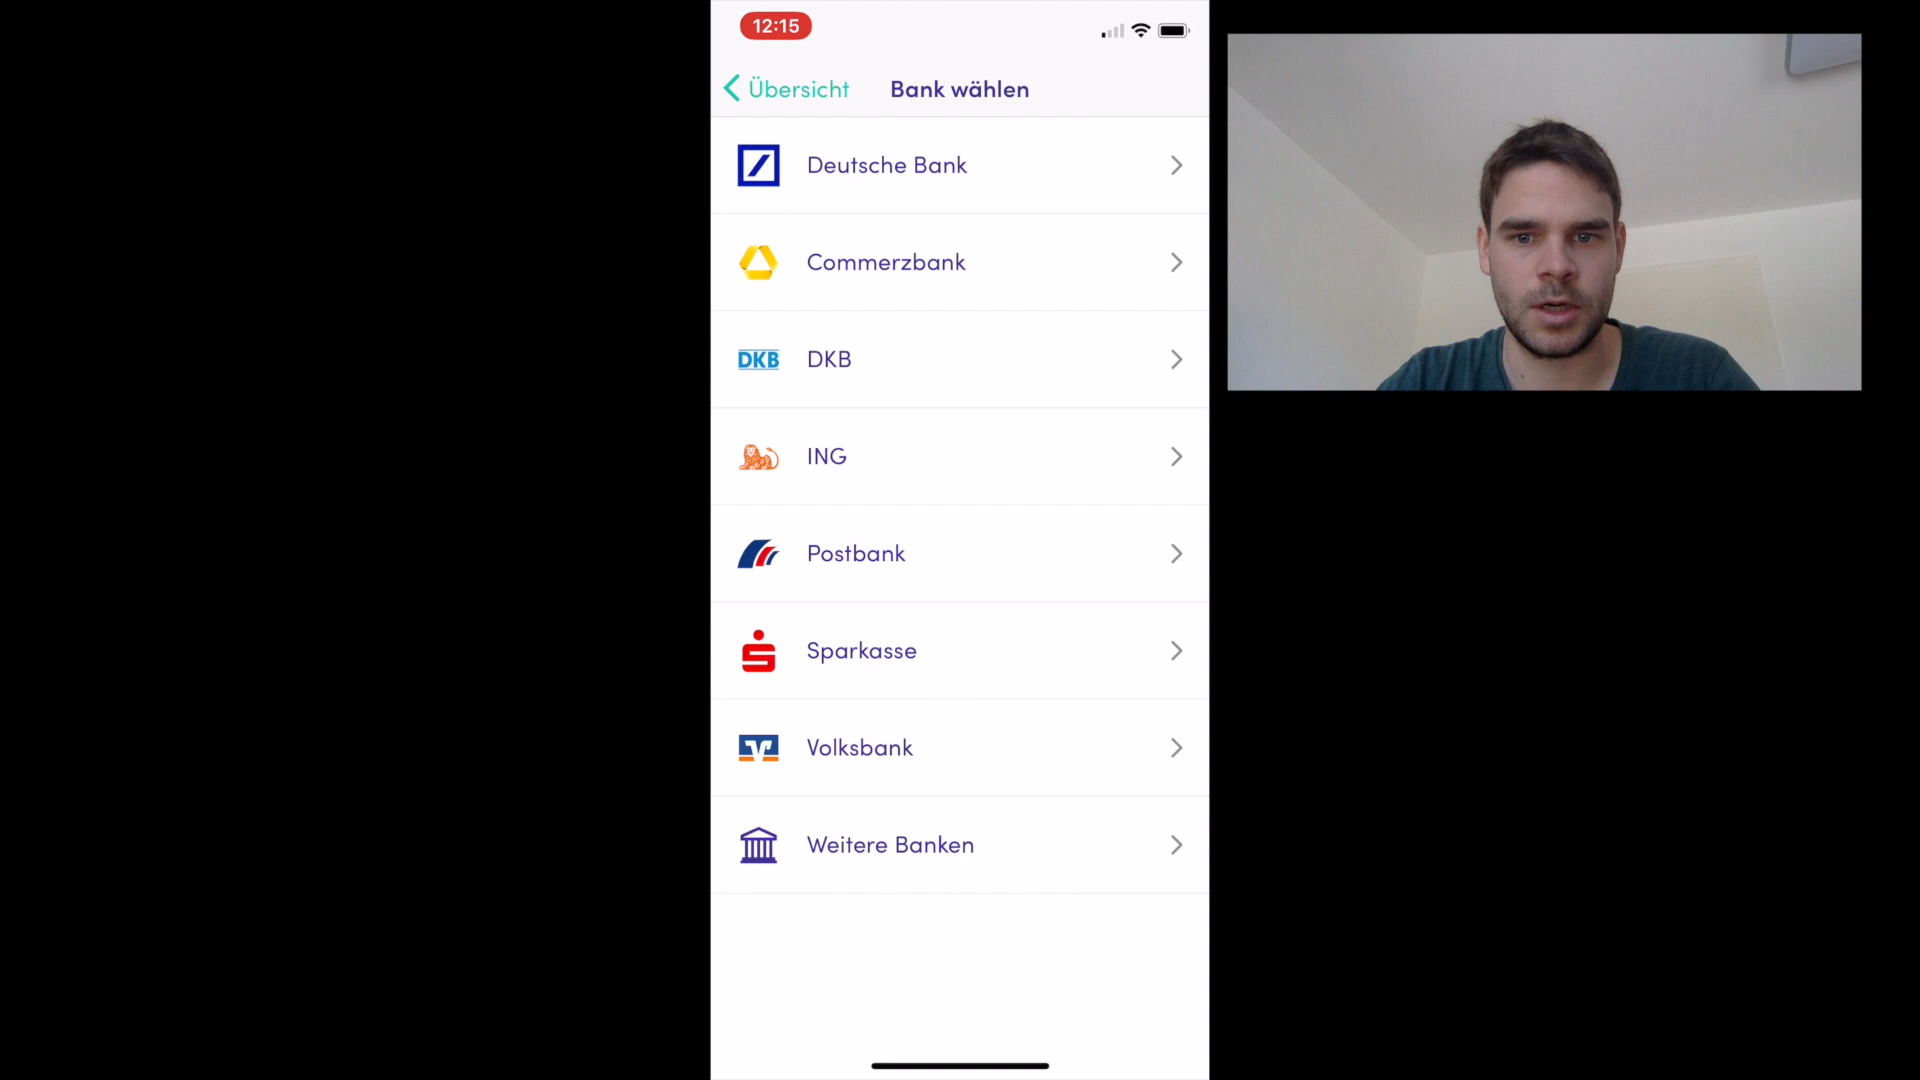 12:15
Übersicht
Bank wählen
Deutsche Bank
Commerzbank
DKB DKB
ING
Postbank
Sparkasse
Volksbank
Weitere Banken